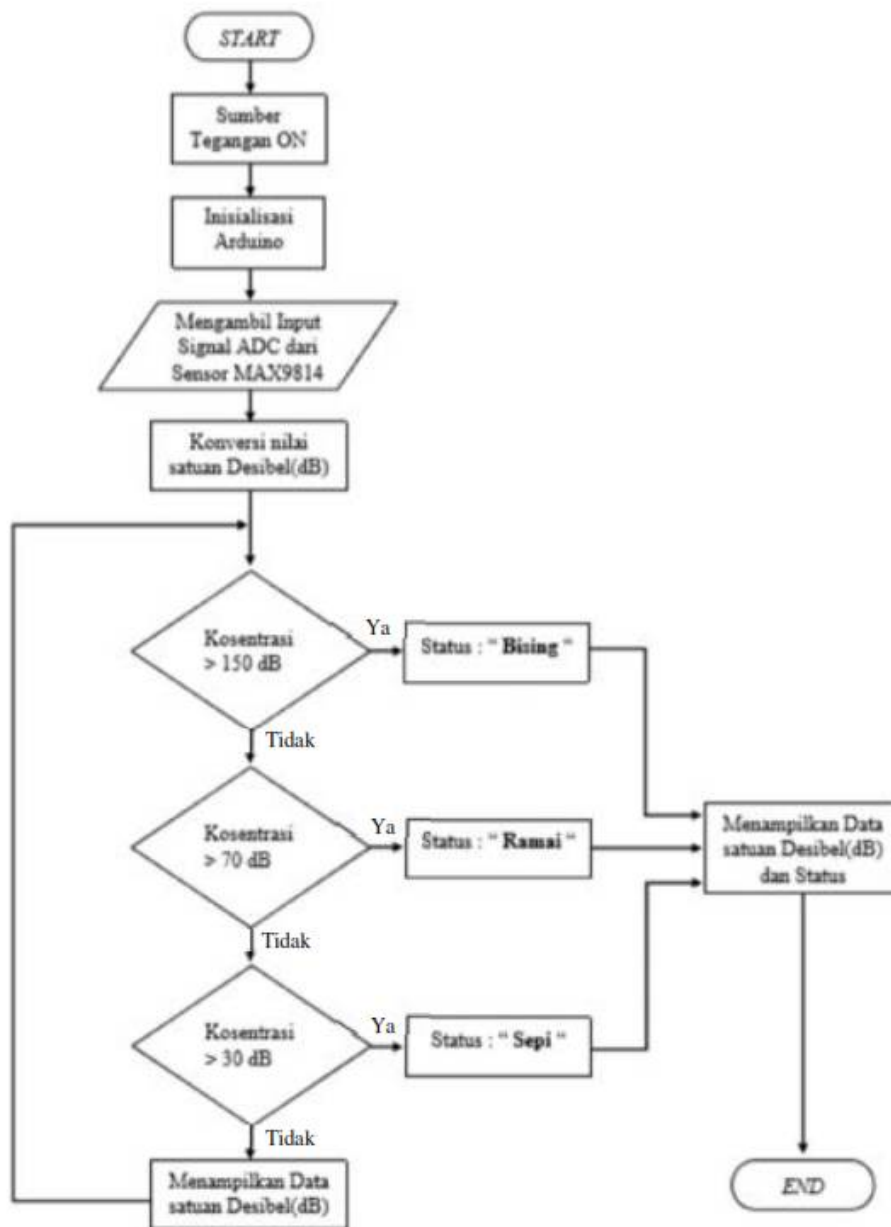 START
Sumber
Tegangan ON
Inisialisasi
Arduino
Mengambil Input
Signal ADC dari
Sensor MAX9814
Konversi nilai
satuan Desibel(dB)
Kosentrasi
> 150 dB
Ya
Status : “ Bising “
Tidak
Kosentrasi
> 70 dB
Ya
Status : “ Ramai “
Menampilkan Data
satuan Desibel(dB)
dan Status
Tidak
Kosentrasi
> 30 dB
Ya
Status : “ Sepi “
Tidak
Menampilkan Data
satuan Desibel(dB)
END